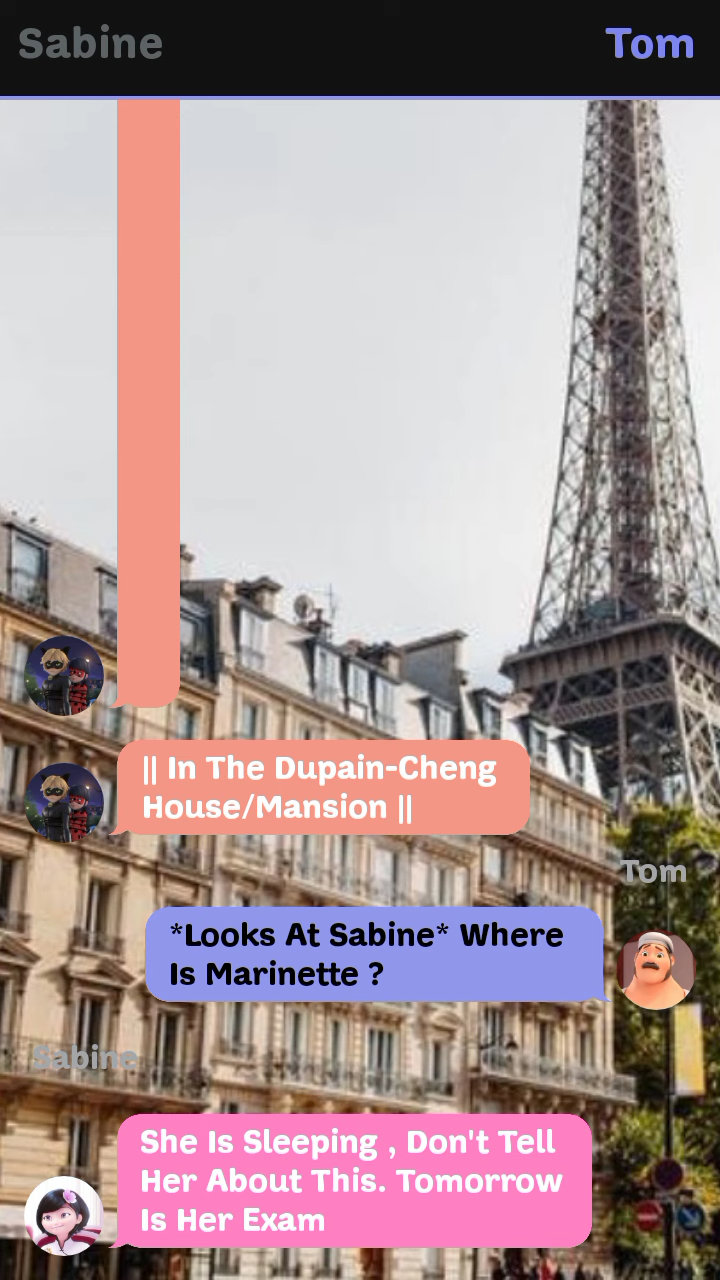 Sabine
Tom
|| In The Dupain-Cheng
House/Mansion ||
Tom
*Looks At Sabine* Where
Is Marinette ?
Sabine
She Is Sleeping , Don't Tell
Her About This. Tomorrow
Is Her Exam